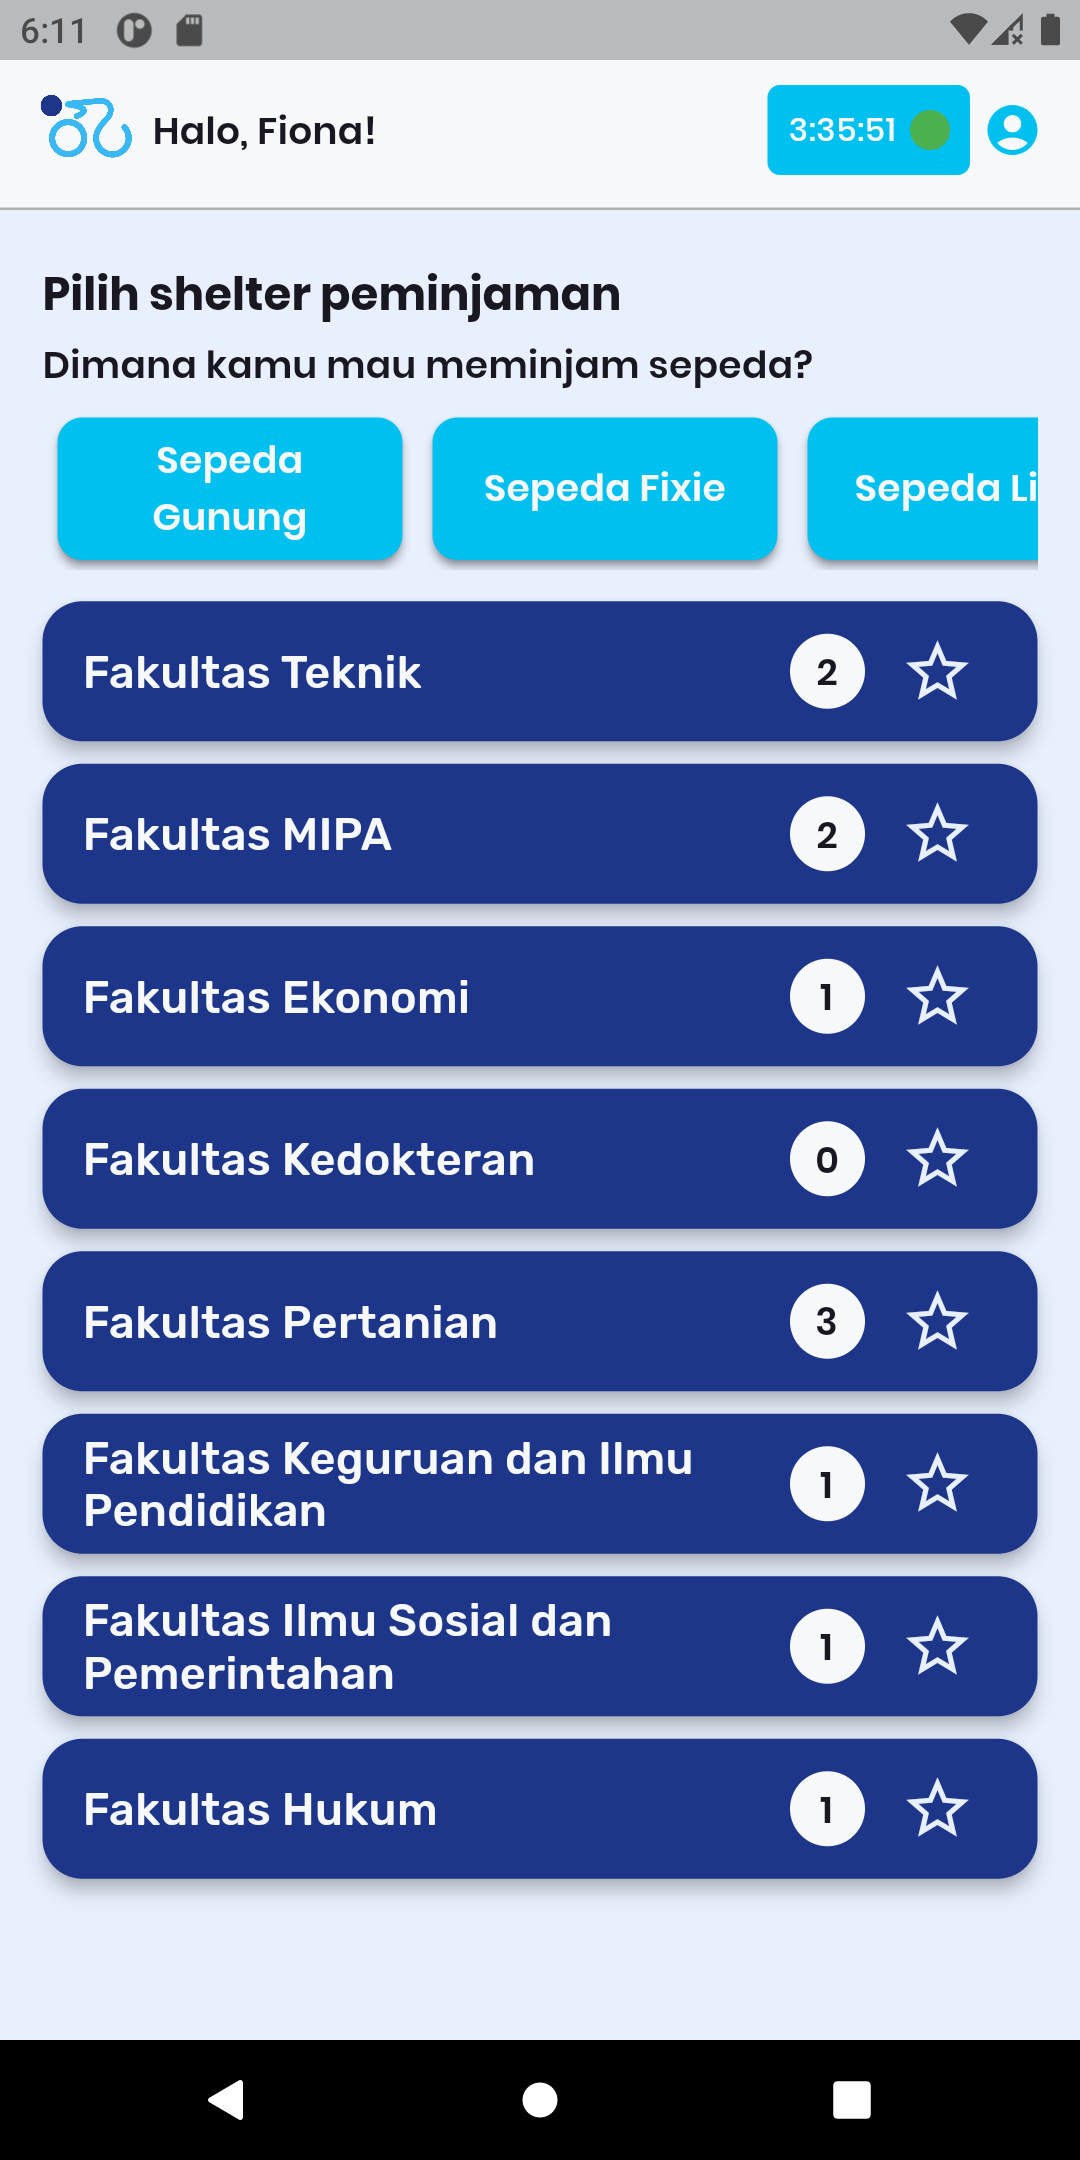 6:11
Halo, Fiona!
3:35:51
Pilih shelter peminjaman
Dimana kamu mau meminjam sepeda?
Sepeda
Gunung
Sepeda Fixie
Sepeda Li
Fakultas Teknik
2
Fakultas MIPA
2
Fakultas Ekonomi
1
Fakultas Kedokteran
0
Fakultas Pertanian
3
Fakultas Keguruan dan Ilmu
Pendidikan
1
Fakultas Ilmu Sosial dan
Pemerintahan
1
Fakultas Hukum
1